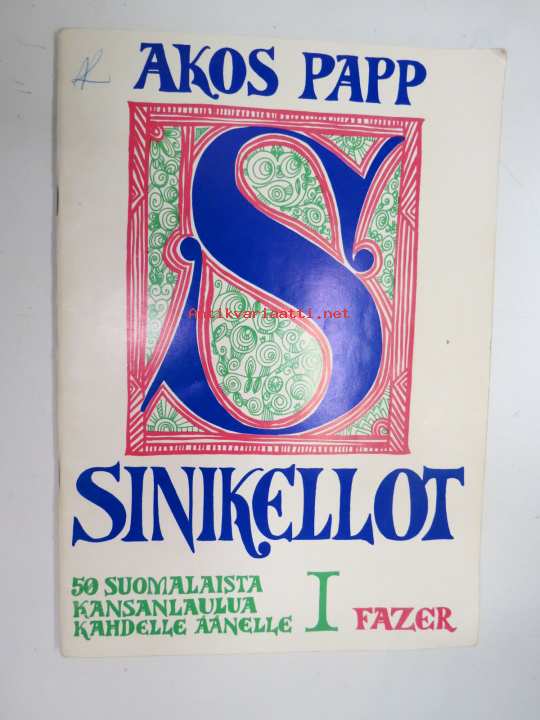 AKOS PAPP
S
Antikvariaatti.net
SINIKELLOT
50 SUOMALAISTA
KANSANLAULUA
KAHDELLE ÄÄNELLE
I FAZER